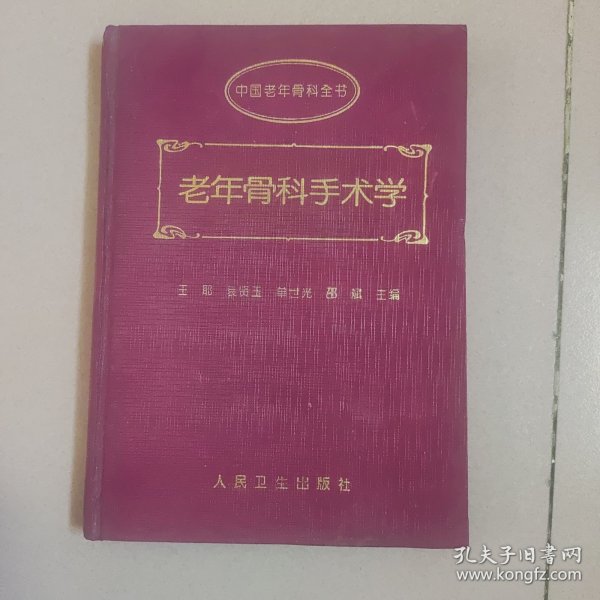 中国老年骨科全书
老年骨科手术学
王 耶 贤玉 单世光 邵 斌 主编
人民卫生出版社
孔夫子旧书网
www.kongfz.com